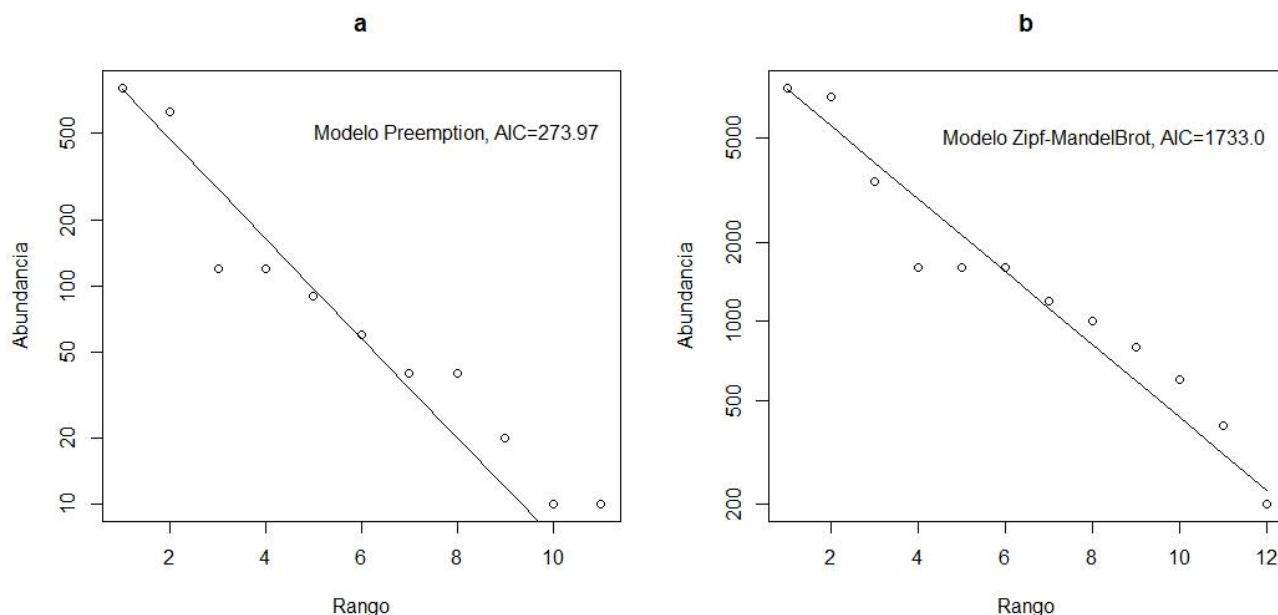 a
Modelo Preemption, AIC=273.97
Abundancia
500
200
100
50
20
10
2 4 6 8 10
Rango
b
Modelo Zipf-MandelBrot, AIC=1733.0
Abundancia
5000
2000
1000
500
200
2 4 6 8 10 12
Rango